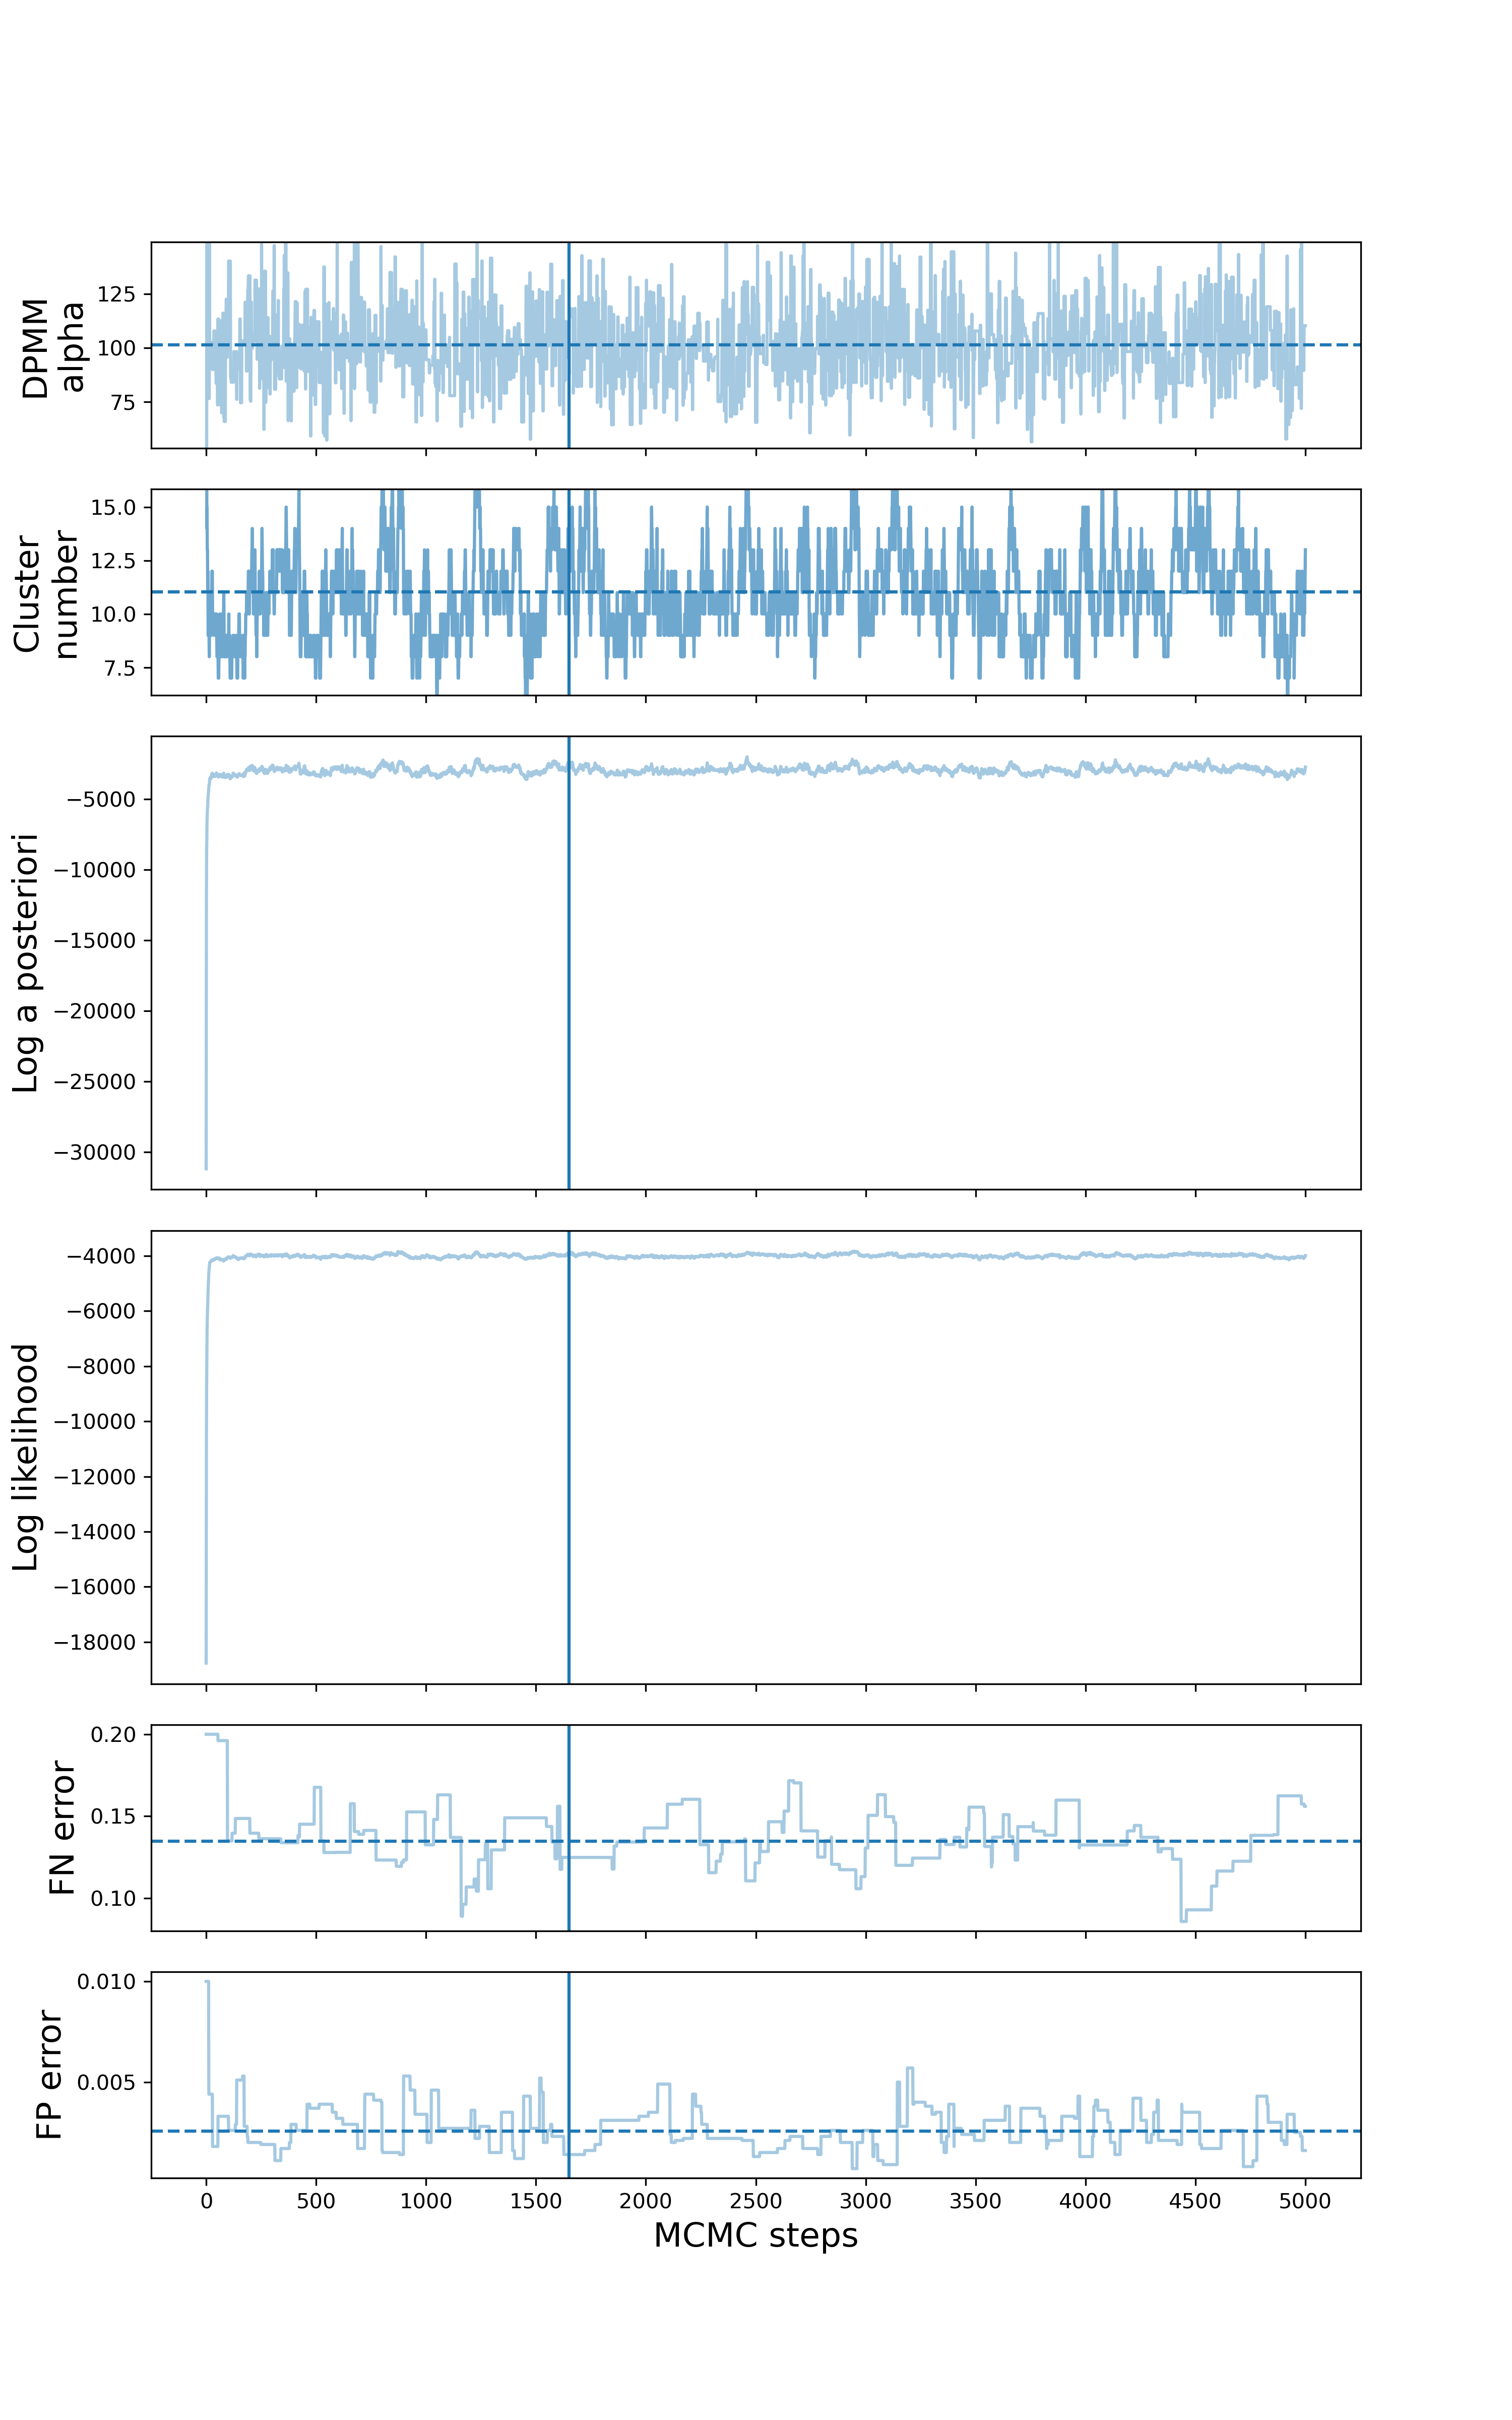 DPMM
alpha
125
100
75
Cluster
number
15.0
12.5
10.0
7.5
Log a posteriori
−5000
−10000
−15000
−20000
−25000
−30000
Log likelihood
−4000
−6000
−8000
−10000
−12000
−14000
−16000
−18000
FN error
0.20
0.15
0.10
FP error
0.010
0.005
0 500 1000 1500 2000 2500 3000 3500 4000 4500 5000
MCMC steps